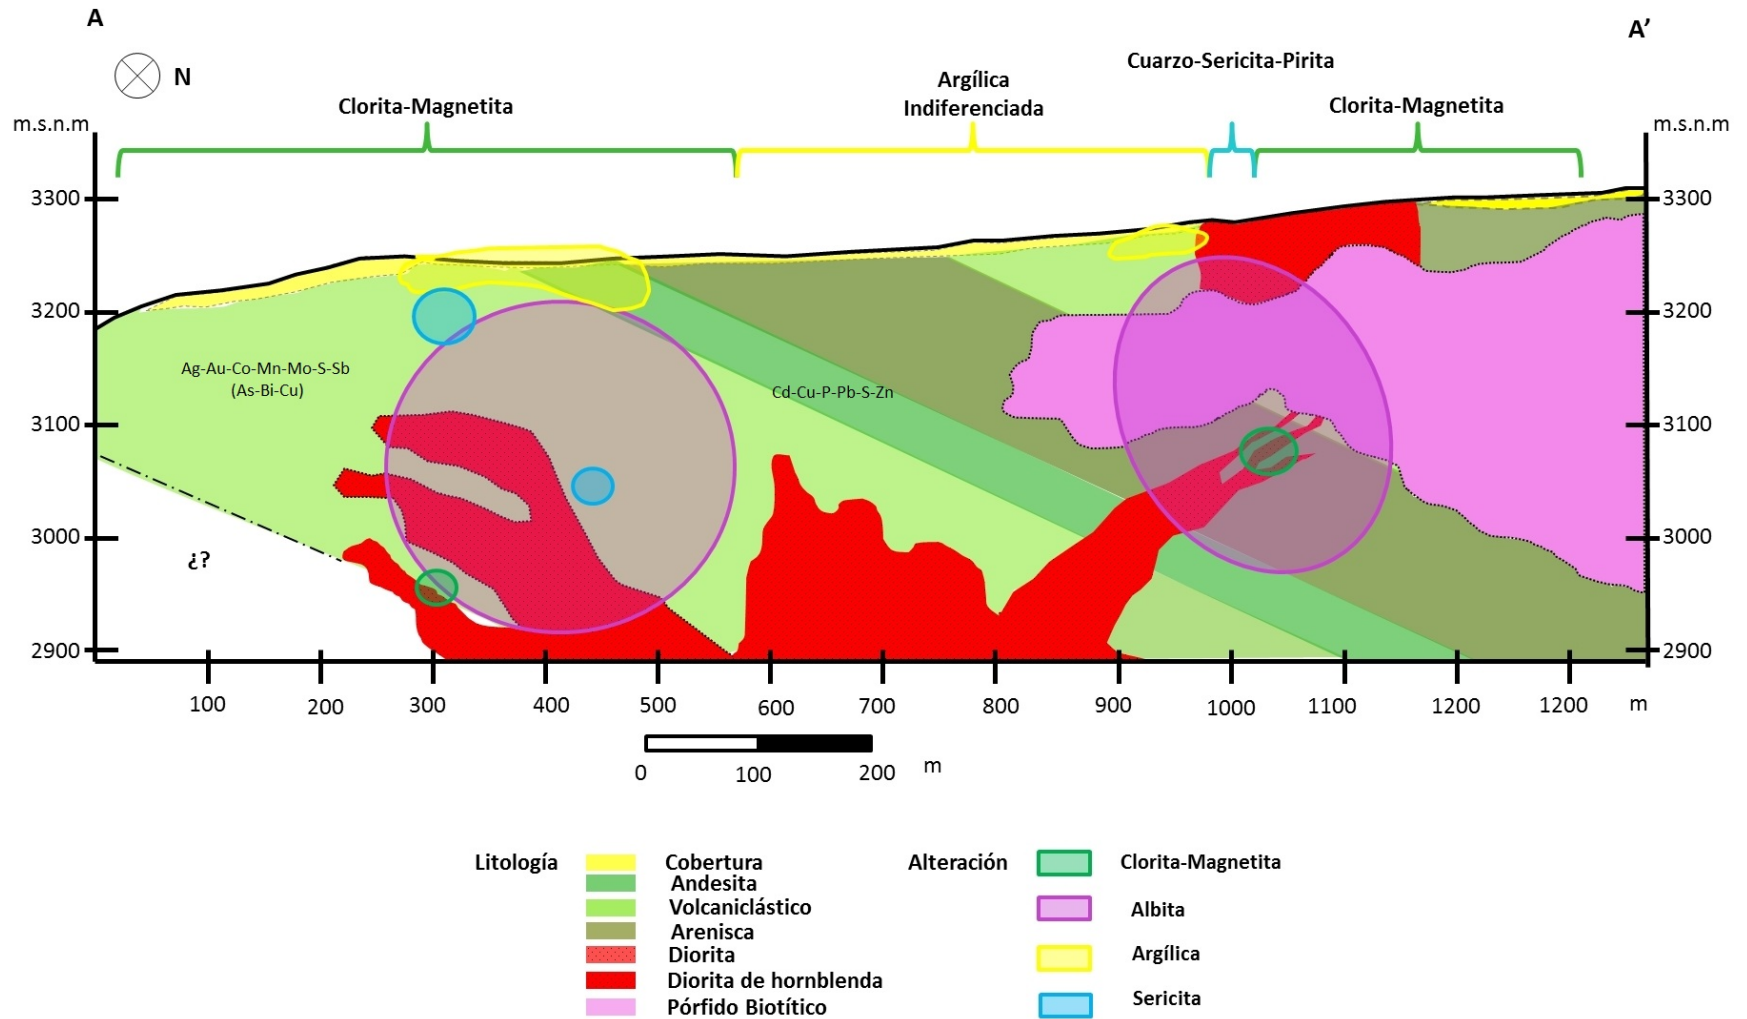 A
A’
N
Cuarzo-Sericita-Pirita
Argílica
Indiferenciada
Clorita-Magnetita
Clorita-Magnetita
m.s.n.m
m.s.n.m
3300
3300
3200
3200
Ag-Au-Co-Mn-Mo-S-Sb
(As-Bi-Cu)
Cd-Cu-P-Pb-S-Zn
3100
3100
3000
3000
¿?
2900
2900
100 200 300 400 500 600 700 800 900 1000 1100 1200 1200 m
0 100 200 m
Litología
Cobertura
Andesita
Volcaniclástico
Arenisca
Diorita
Diorita de hornblenda
Pórfido Biotítico
Alteración
Clorita-Magnetita
Albita
Argílica
Sericita